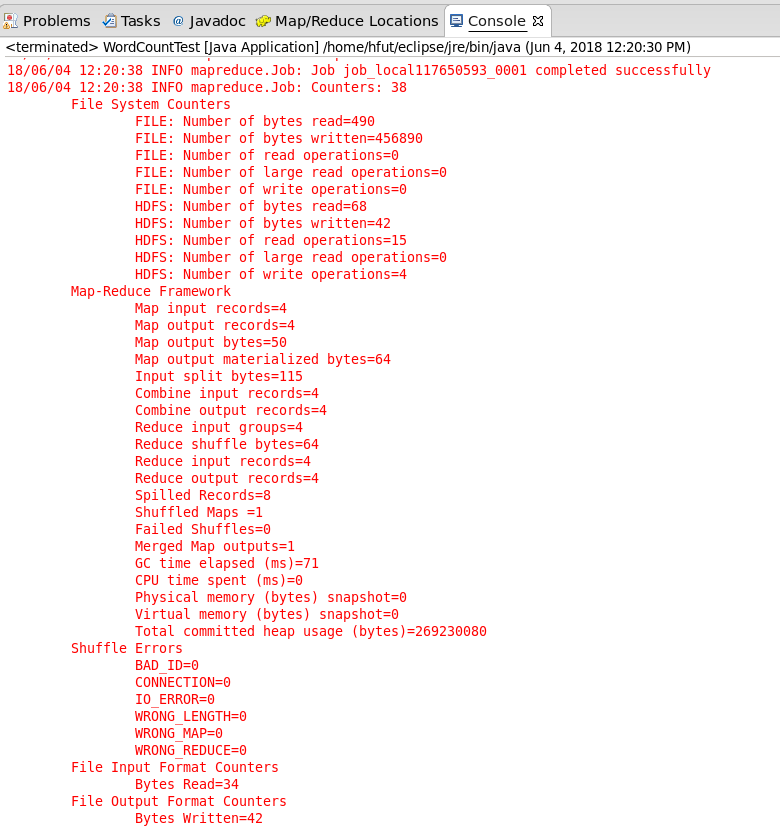 Problems Tasks Javadoc Map/Reduce Locations Console
<terminated> WordCountTest [Java Application] /home/hfut/eclipse/jre/bin/java (Jun 4, 2018 12:20:30 PM)
18/06/04 12:20:38 INFO mapreduce.Job: Job job_local117650593_0001 completed successfully
18/06/04 12:20:38 INFO mapreduce.Job: Counters: 38
File System Counters
FILE: Number of bytes read=490
FILE: Number of bytes written=456890
FILE: Number of read operations=0
FILE: Number of large read operations=0
FILE: Number of write operations=0
HDFS: Number of bytes read=68
HDFS: Number of bytes written=42
HDFS: Number of read operations=15
HDFS: Number of large read operations=0
HDFS: Number of write operations=4
Map-Reduce Framework
Map input records=4
Map output records=4
Map output bytes=50
Map output materialized bytes=64
Input split bytes=115
Combine input records=4
Combine output records=4
Reduce input groups=4
Reduce shuffle bytes=64
Reduce input records=4
Reduce output records=4
Spilled Records=8
Shuffled Maps =1
Failed Shuffles=0
Merged Map outputs=1
GC time elapsed (ms)=71
CPU time spent (ms)=0
Physical memory (bytes) snapshot=0
Virtual memory (bytes) snapshot=0
Total committed heap usage (bytes)=269230080
Shuffle Errors
BAD_ID=0
CONNECTION=0
IO_ERROR=0
WRONG_LENGTH=0
WRONG_MAP=0
WRONG_REDUCE=0
File Input Format Counters
Bytes Read=34
File Output Format Counters
Bytes Written=42